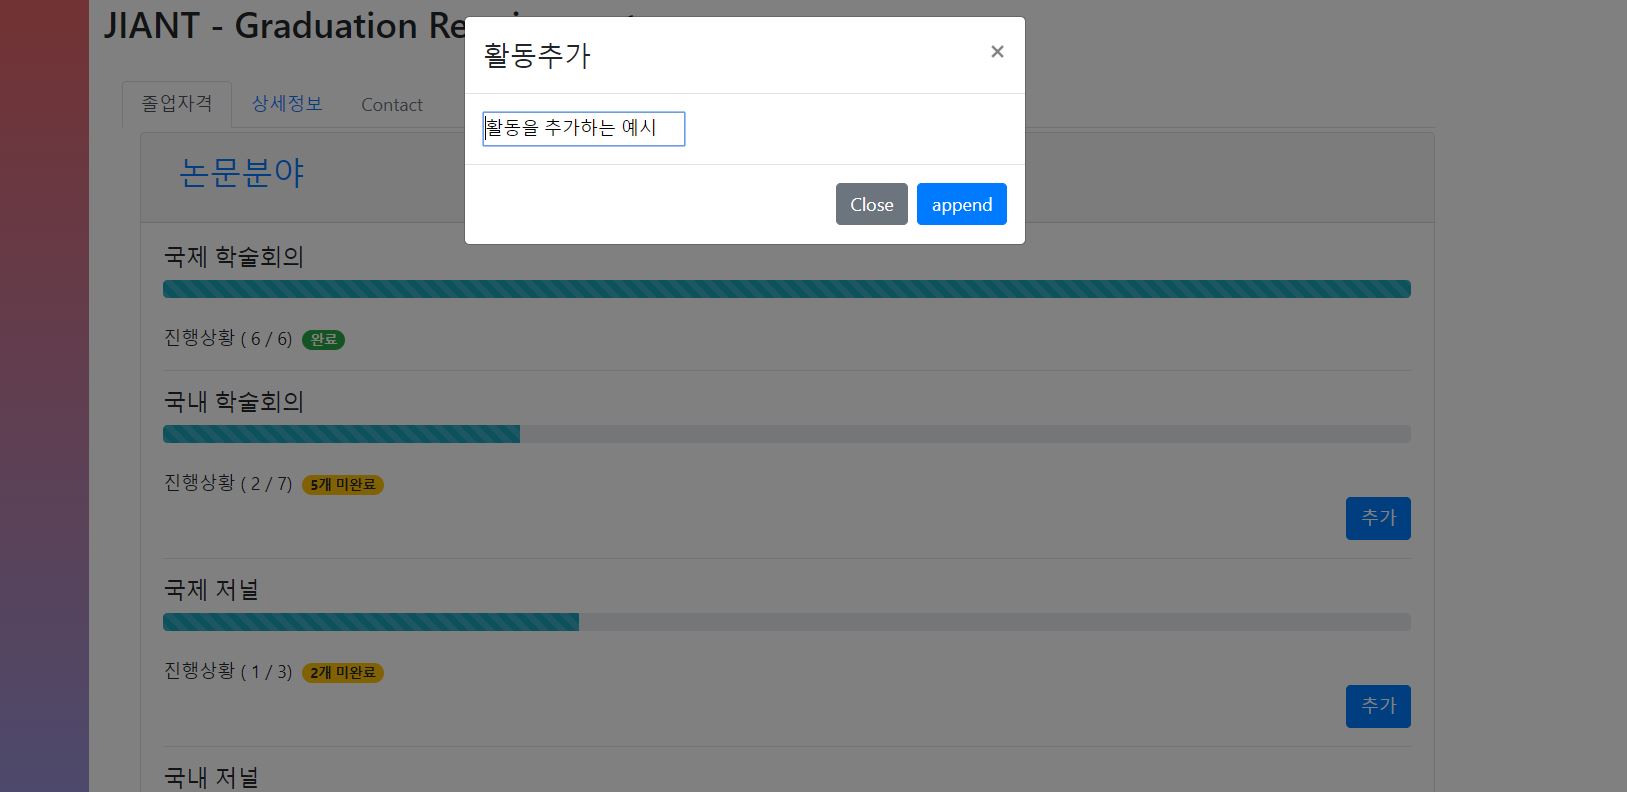 JIANT - Graduation Re
활동추가
×
졸업자격 상세정보 Contact
활동을 추가하는 예시
논문분야
Close append
국제 학술회의
진행상황 ( 6 / 6) 완료
국내 학술회의
진행상황 ( 2 / 7) 5개 미완료
추가
국제 저널
진행상황 ( 1 / 3) 2개 미완료
추가
국내 저널